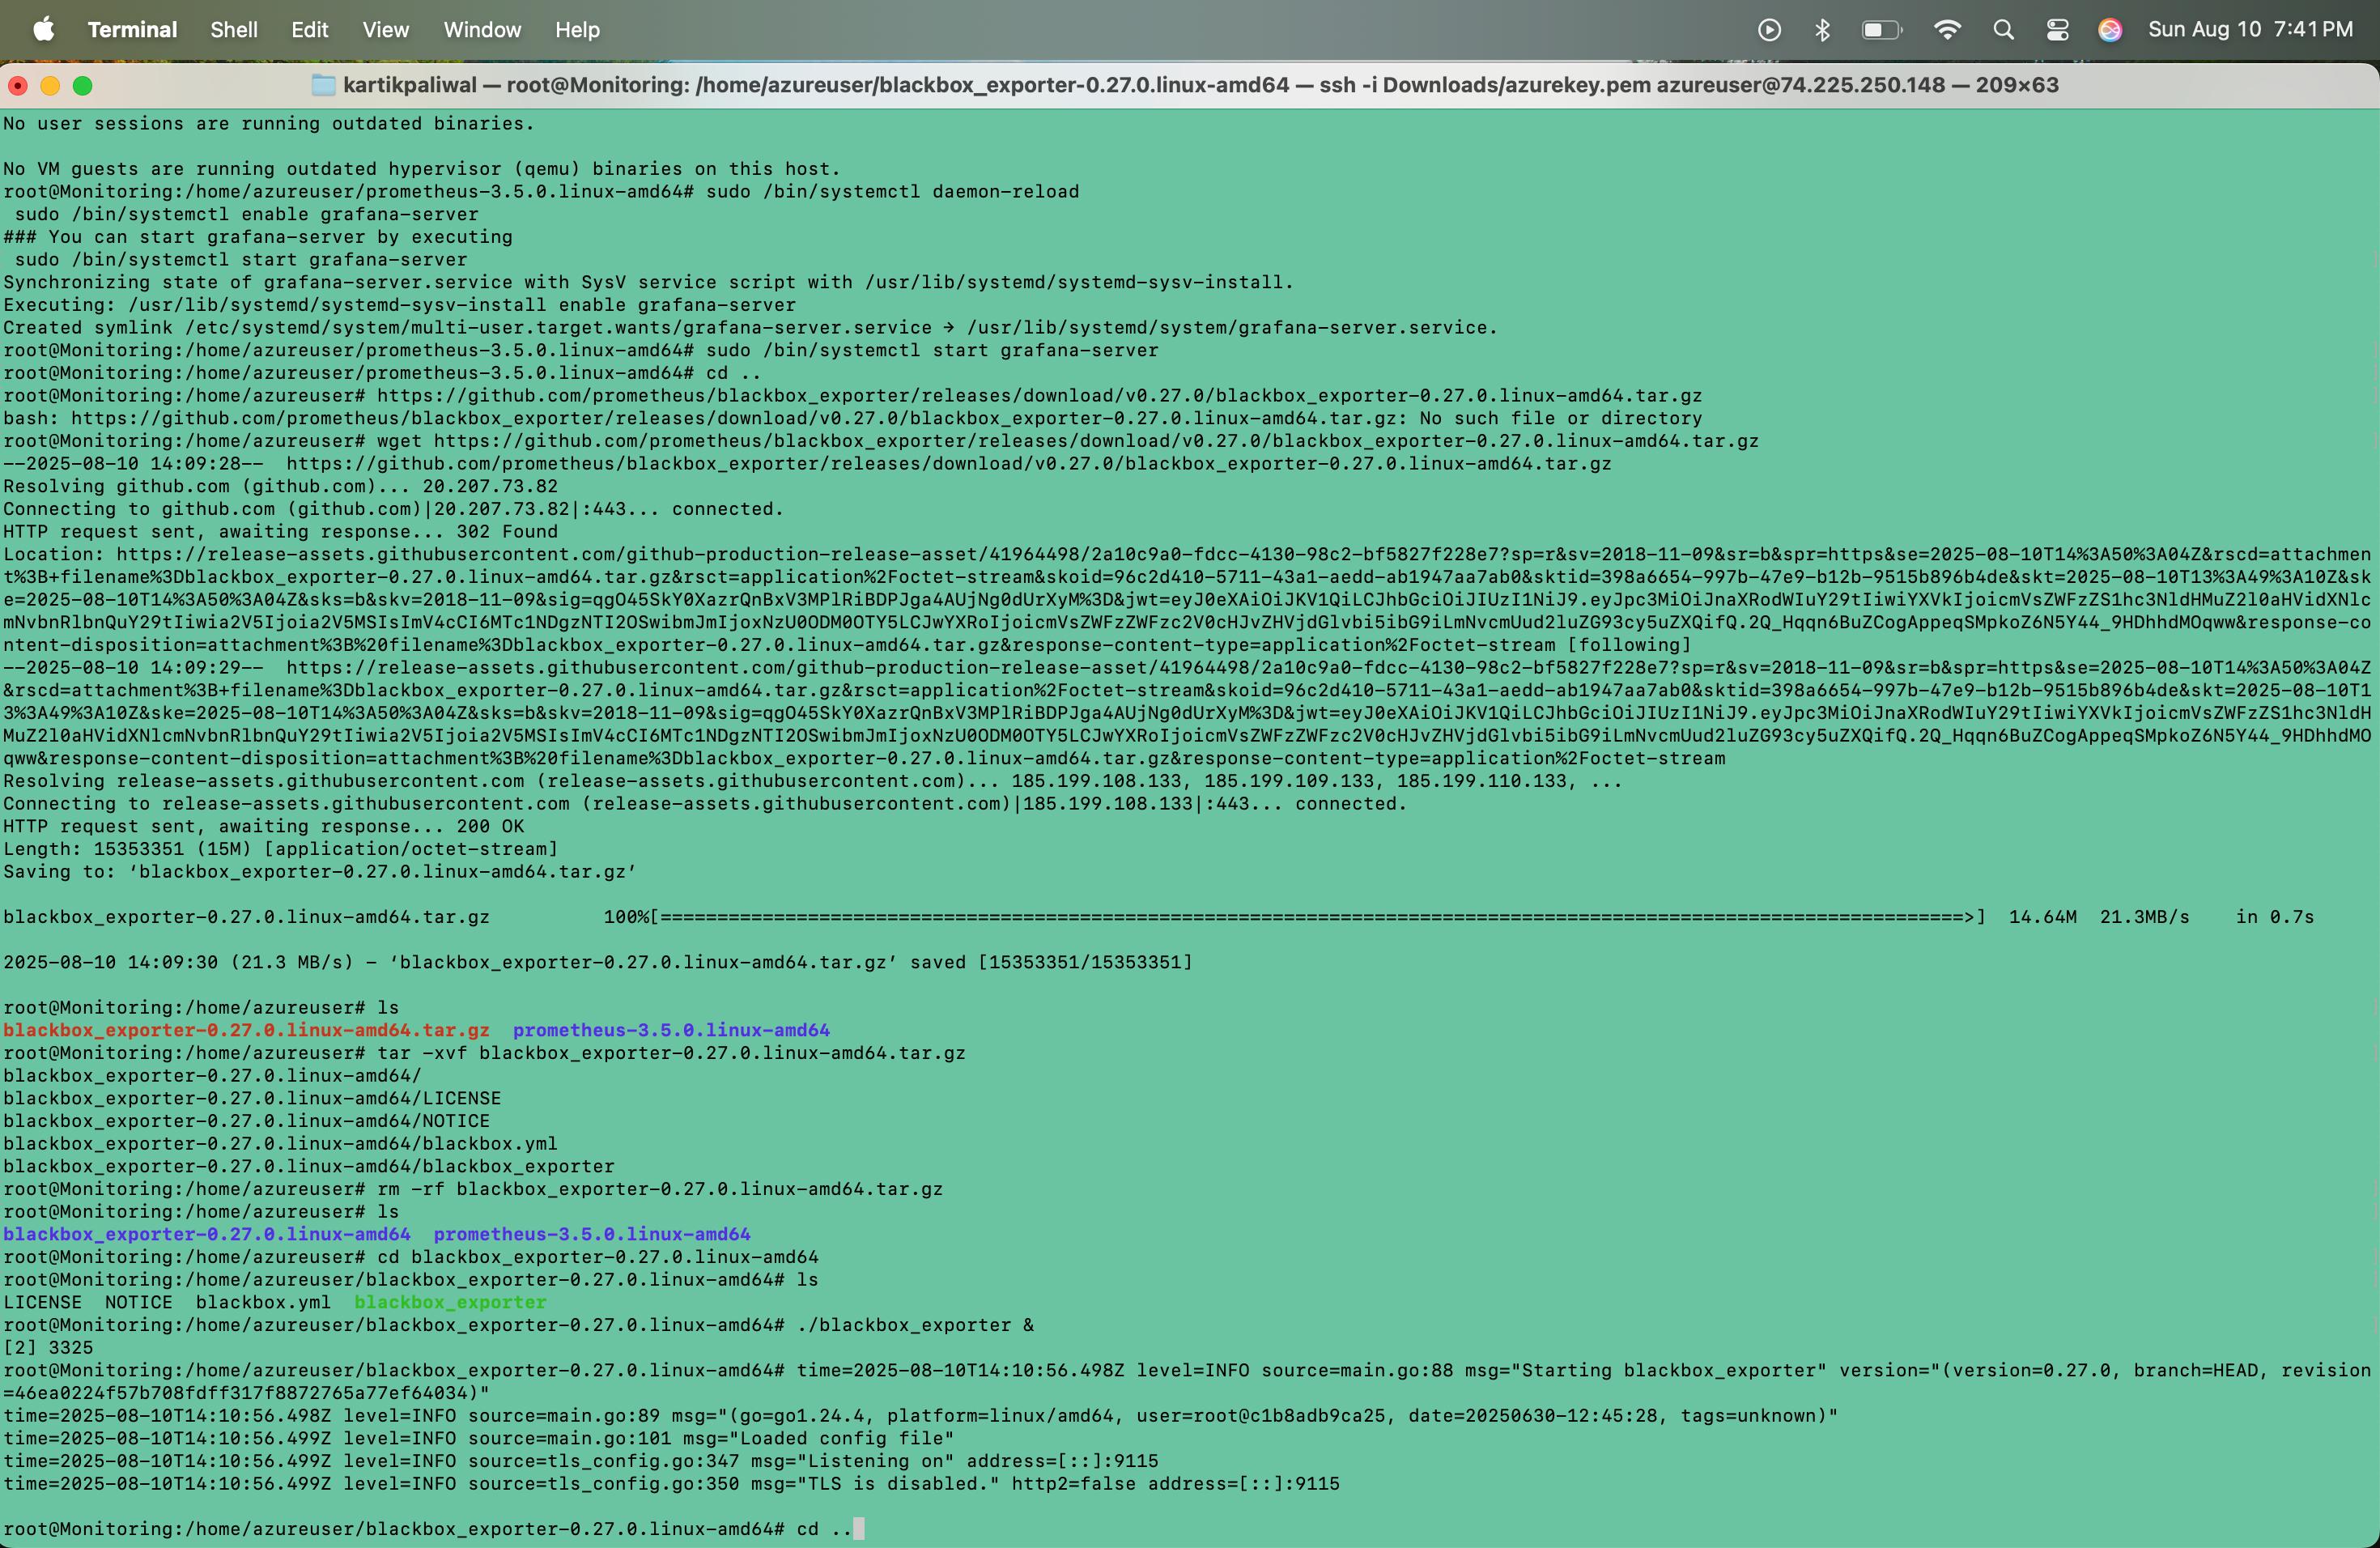 Terminal Shell Edit View Window Help Sun Aug 10 7:41 PM
kartikpaliwal — root@Monitoring: /home/azureuser/blackbox_exporter-0.27.0.linux-amd64 — ssh -i Downloads/azurekey.pem azureuser@74.225.250.148 — 209×63
No user sessions are running outdated binaries.
No VM guests are running outdated hypervisor (qemu) binaries on this host.
root@Monitoring:/home/azureuser/prometheus-3.5.0.linux-amd64# sudo /bin/systemctl daemon-reload
 sudo /bin/systemctl enable grafana-server
### You can start grafana-server by executing
 sudo /bin/systemctl start grafana-server
Synchronizing state of grafana-server.service with SysV service script with /usr/lib/systemd/systemd-sysv-install.
Executing: /usr/lib/systemd/systemd-sysv-install enable grafana-server
Created symlink /etc/systemd/system/multi-user.target.wants/grafana-server.service → /usr/lib/systemd/system/grafana-server.service.
root@Monitoring:/home/azureuser/prometheus-3.5.0.linux-amd64# sudo /bin/systemctl start grafana-server
root@Monitoring:/home/azureuser/prometheus-3.5.0.linux-amd64# cd ..
root@Monitoring:/home/azureuser# https://github.com/prometheus/blackbox_exporter/releases/download/v0.27.0/blackbox_exporter-0.27.0.linux-amd64.tar.gz
bash: https://github.com/prometheus/blackbox_exporter/releases/download/v0.27.0/blackbox_exporter-0.27.0.linux-amd64.tar.gz: No such file or directory
root@Monitoring:/home/azureuser# wget https://github.com/prometheus/blackbox_exporter/releases/download/v0.27.0/blackbox_exporter-0.27.0.linux-amd64.tar.gz
--2025-08-10 14:09:28--  https://github.com/prometheus/blackbox_exporter/releases/download/v0.27.0/blackbox_exporter-0.27.0.linux-amd64.tar.gz
Resolving github.com (github.com)... 20.207.73.82
Connecting to github.com (github.com)|20.207.73.82|:443... connected.
HTTP request sent, awaiting response... 302 Found
Location: https://release-assets.githubusercontent.com/github-production-release-asset/41964498/2a10c9a0-fdcc-4130-98c2-bf5827f228e7?sp=r&sv=2018-11-09&sr=b&spr=https&se=2025-08-10T14%3A50%3A04Z&rscd=attachmen
t%3B+filename%3Dblackbox_exporter-0.27.0.linux-amd64.tar.gz&rsct=application%2Foctet-stream&skoid=96c2d410-5711-43a1-aedd-ab1947aa7ab0&sktid=398a6654-997b-47e9-b12b-9515b896b4de&skt=2025-08-10T13%3A49%3A10Z&sk
e=2025-08-10T14%3A50%3A04Z&sks=b&skv=2018-11-09&sig=qgO45SkY0XazrQnBxV3MPlRiBDPJga4AUjNg0dUrXyM%3D&jwt=eyJ0eXAiOiJKV1QiLCJhbGciOiJIUzI1NiJ9.eyJpc3MiOiJnaXRodWIuY29tIiwiYXVkIjoicmVsZWFzZS1hc3NldHMuZ2l0aHVidXNlc
mNvbnRlbnQuY29tIiwia2V5Ijoia2V5MSIsImV4cCI6MTc1NDgzNTI2OSwibmJmIjoxNzU0ODM0OTY5LCJwYXRoIjoicmVsZWFzZWFzc2V0cHJvZHVjdGlvbi5ibG9iLmNvcmUud2luZG93cy5uZXQifQ.2Q_Hqqn6BuZCogAppeqSMpkoZ6N5Y44_9HDhhdMOqww&response-co
ntent-disposition=attachment%3B%20filename%3Dblackbox_exporter-0.27.0.linux-amd64.tar.gz&response-content-type=application%2Foctet-stream [following]
--2025-08-10 14:09:29--  https://release-assets.githubusercontent.com/github-production-release-asset/41964498/2a10c9a0-fdcc-4130-98c2-bf5827f228e7?sp=r&sv=2018-11-09&sr=b&spr=https&se=2025-08-10T14%3A50%3A04Z
&rscd=attachment%3B+filename%3Dblackbox_exporter-0.27.0.linux-amd64.tar.gz&rsct=application%2Foctet-stream&skoid=96c2d410-5711-43a1-aedd-ab1947aa7ab0&sktid=398a6654-997b-47e9-b12b-9515b896b4de&skt=2025-08-10T1
3%3A49%3A10Z&ske=2025-08-10T14%3A50%3A04Z&sks=b&skv=2018-11-09&sig=qgO45SkY0XazrQnBxV3MPlRiBDPJga4AUjNg0dUrXyM%3D&jwt=eyJ0eXAiOiJKV1QiLCJhbGciOiJIUzI1NiJ9.eyJpc3MiOiJnaXRodWIuY29tIiwiYXVkIjoicmVsZWFzZS1hc3NldH
MuZ2l0aHVidXNlcmNvbnRlbnQuY29tIiwia2V5Ijoia2V5MSIsImV4cCI6MTc1NDgzNTI2OSwibmJmIjoxNzU0ODM0OTY5LCJwYXRoIjoicmVsZWFzZWFzc2V0cHJvZHVjdGlvbi5ibG9iLmNvcmUud2luZG93cy5uZXQifQ.2Q_Hqqn6BuZCogAppeqSMpkoZ6N5Y44_9HDhhdMO
qww&response-content-disposition=attachment%3B%20filename%3Dblackbox_exporter-0.27.0.linux-amd64.tar.gz&response-content-type=application%2Foctet-stream
Resolving release-assets.githubusercontent.com (release-assets.githubusercontent.com)... 185.199.108.133, 185.199.109.133, 185.199.110.133, ...
Connecting to release-assets.githubusercontent.com (release-assets.githubusercontent.com)|185.199.108.133|:443... connected.
HTTP request sent, awaiting response... 200 OK
Length: 15353351 (15M) [application/octet-stream]
Saving to: ‘blackbox_exporter-0.27.0.linux-amd64.tar.gz’
blackbox_exporter-0.27.0.linux-amd64.tar.gz          100%[===================================================================================================================>]  14.64M  21.3MB/s    in 0.7s
2025-08-10 14:09:30 (21.3 MB/s) - ‘blackbox_exporter-0.27.0.linux-amd64.tar.gz’ saved [15353351/15353351]
root@Monitoring:/home/azureuser# ls
blackbox_exporter-0.27.0.linux-amd64.tar.gz  prometheus-3.5.0.linux-amd64
root@Monitoring:/home/azureuser# tar -xvf blackbox_exporter-0.27.0.linux-amd64.tar.gz
blackbox_exporter-0.27.0.linux-amd64/
blackbox_exporter-0.27.0.linux-amd64/LICENSE
blackbox_exporter-0.27.0.linux-amd64/NOTICE
blackbox_exporter-0.27.0.linux-amd64/blackbox.yml
blackbox_exporter-0.27.0.linux-amd64/blackbox_exporter
root@Monitoring:/home/azureuser# rm -rf blackbox_exporter-0.27.0.linux-amd64.tar.gz
root@Monitoring:/home/azureuser# ls
blackbox_exporter-0.27.0.linux-amd64  prometheus-3.5.0.linux-amd64
root@Monitoring:/home/azureuser# cd blackbox_exporter-0.27.0.linux-amd64
root@Monitoring:/home/azureuser/blackbox_exporter-0.27.0.linux-amd64# ls
LICENSE  NOTICE  blackbox.yml  blackbox_exporter
root@Monitoring:/home/azureuser/blackbox_exporter-0.27.0.linux-amd64# ./blackbox_exporter &
[2] 3325
root@Monitoring:/home/azureuser/blackbox_exporter-0.27.0.linux-amd64# time=2025-08-10T14:10:56.498Z level=INFO source=main.go:88 msg="Starting blackbox_exporter" version="(version=0.27.0, branch=HEAD, revision
=46ea0224f57b708fdff317f8872765a77ef64034)"
time=2025-08-10T14:10:56.498Z level=INFO source=main.go:89 msg="(go=go1.24.4, platform=linux/amd64, user=root@c1b8adb9ca25, date=20250630-12:45:28, tags=unknown)"
time=2025-08-10T14:10:56.499Z level=INFO source=main.go:101 msg="Loaded config file"
time=2025-08-10T14:10:56.499Z level=INFO source=tls_config.go:347 msg="Listening on" address=[::]:9115
time=2025-08-10T14:10:56.499Z level=INFO source=tls_config.go:350 msg="TLS is disabled." http2=false address=[::]:9115
root@Monitoring:/home/azureuser/blackbox_exporter-0.27.0.linux-amd64# cd ..